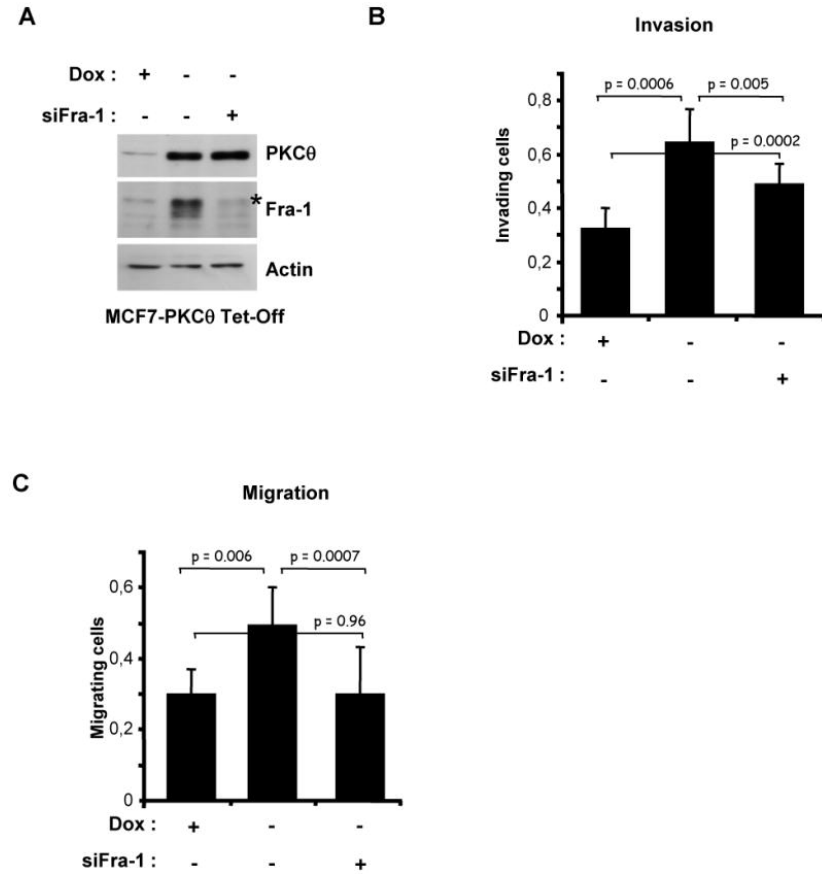 A
Dox : + - -
siFra-1 : - - +
PKCθ
* Fra-1
Actin
MCF7-PKCθ Tet-Off
B
Invasion
p = 0.0006 p = 0.005
p = 0.0002
Invading cells
0,8
0,6
0,4
0,2
0
Dox : + - -
siFra-1 : - - +
C
Migration
p = 0.006 p = 0.0007
p = 0.96
Migrating cells
0,6
0,4
0,2
0
Dox : + - -
siFra-1 : - - +